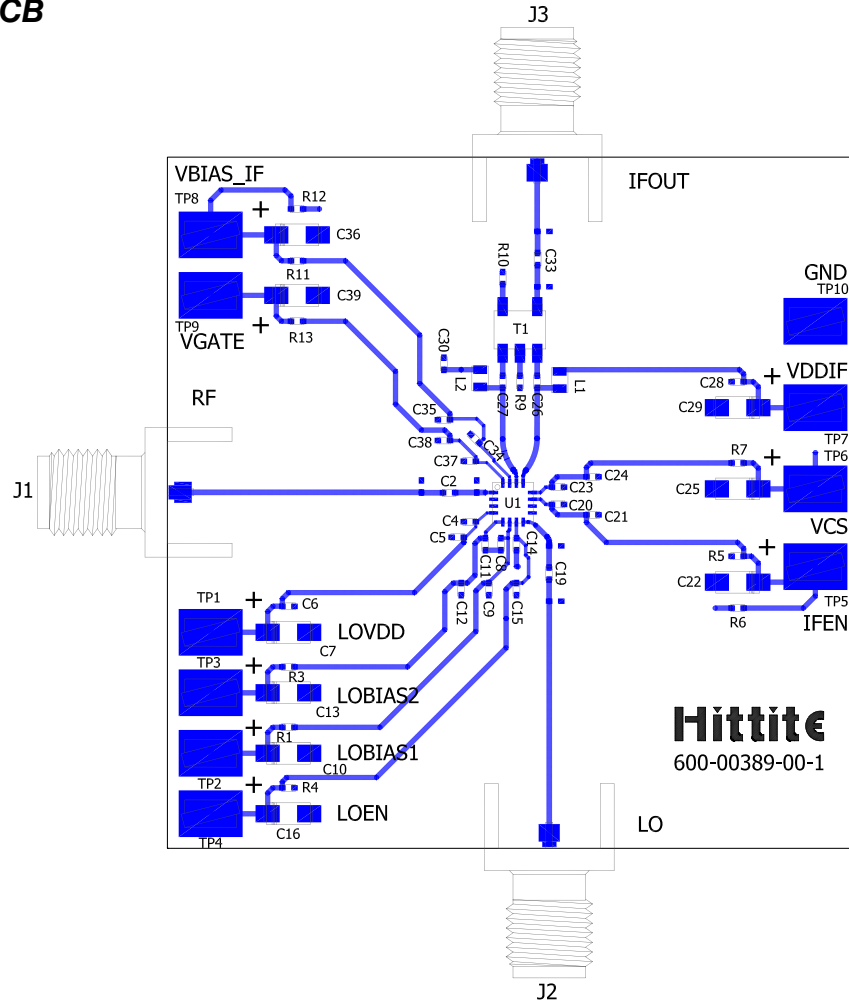 CB
J3
VBIAS_IF
TP8
R12
+
C36
R11
IFOUT
R10
C33
C39
TP9
+
R13
VGATE
T1
GND
TP10
C30
L2
C27
R9
C26
L1
C28
+
VDDIF
C29
TP7
RF
C35
C38
C34
C37
R7
+
TP6
J1
C2
U1
C23
C24
C20
C21
C25
VCS
C4
C5
C11
C8
C14
C19
R5
+
C22
TP5
R6
IFEN
C12
C9
C15
TP1
+
C6
LOVDD
C7
TP3
+
R3
LOBIAS2
C13
+
R1
LOBIAS1
C10
TP2
+
R4
LOEN
C16
TP4
Hittite
600-00389-00-1
LO
J2